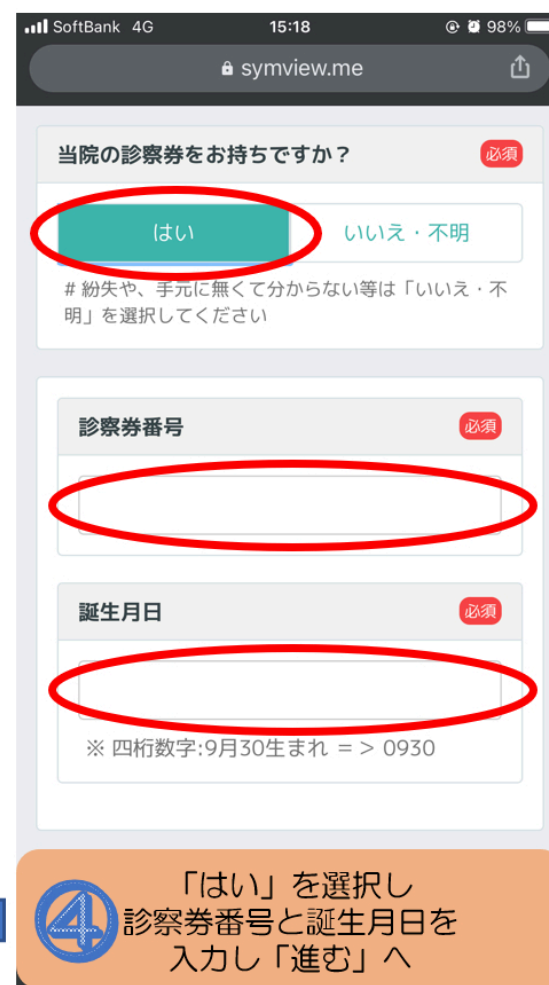 SoftBank 4G 15:18 98%
symview.me
当院の診察券をお持ちですか？ 必須
はい いいえ・不明
# 紛失や、手元に無くて分からない等は「いいえ・不
明」を選択してください
診察券番号 必須
誕生月日 必須
※ 四桁数字:9月30生まれ = > 0930
④
「はい」を選択し
診察券番号と誕生月日を
入力し「進む」へ